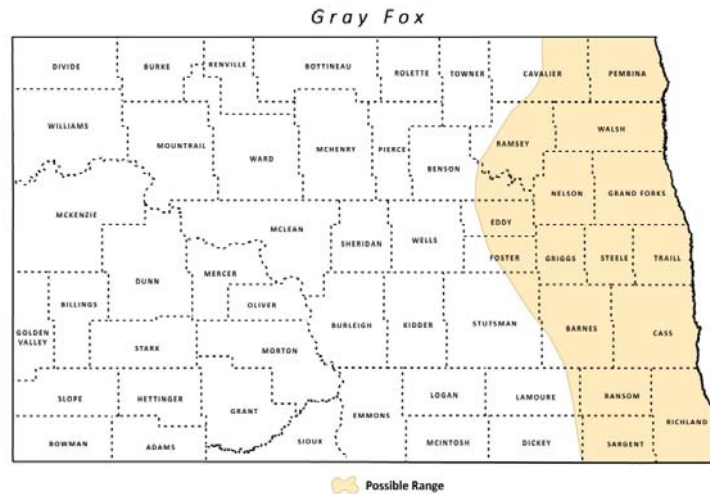 Gray Fox
DIVIDE
BURKE
RENVILLE
BOTTINEAU
ROLETTE
TOWNER
CAVALIER
PEMBINA
WILLIAMS
MOUNTRAIL
WARD
MCHENRY
PIERCE
BENSON
RAMSEY
WALSH
NELSON
GRAND FORKS
MCKENZIE
MCLEAN
SHERIDAN
WELLS
EDDY
FOSTER
GRIGGS
STEELE
TRAILL
DUNN
MERCER
OLIVER
BILLINGS
GOLDEN
VALLEY
STARK
MORTON
BURLEIGH
KIDDER
STUTSMAN
BARNES
CASS
SLOPE
HETTINGER
GRANT
EMMONS
LOGAN
LAMOURE
RANSOM
RICHLAND
BOWMAN
ADAMS
SIOUX
MCINTOSH
DICKEY
SARGENT
Possible Range